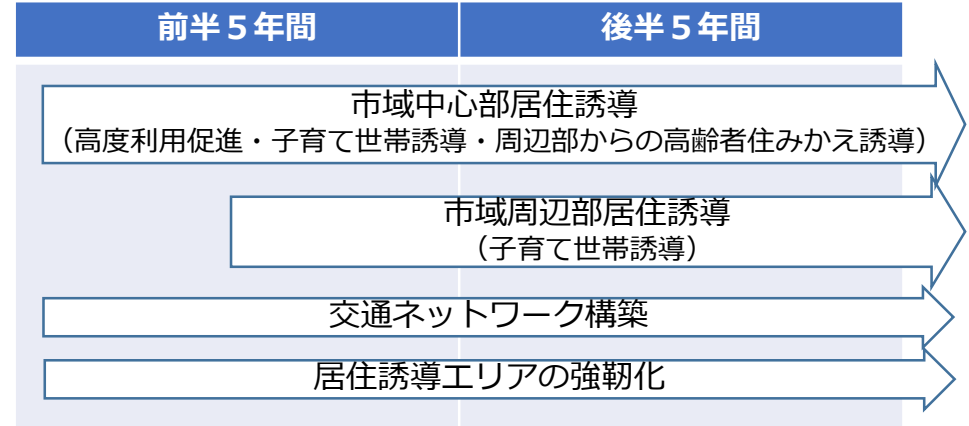 前半５年間
後半５年間
市域中心部居住誘導
（高度利用促進・子育て世帯誘導・周辺部からの高齢者住みかえ誘導）
市域周辺部居住誘導
（子育て世帯誘導）
交通ネットワーク構築
居住誘導エリアの強靭化